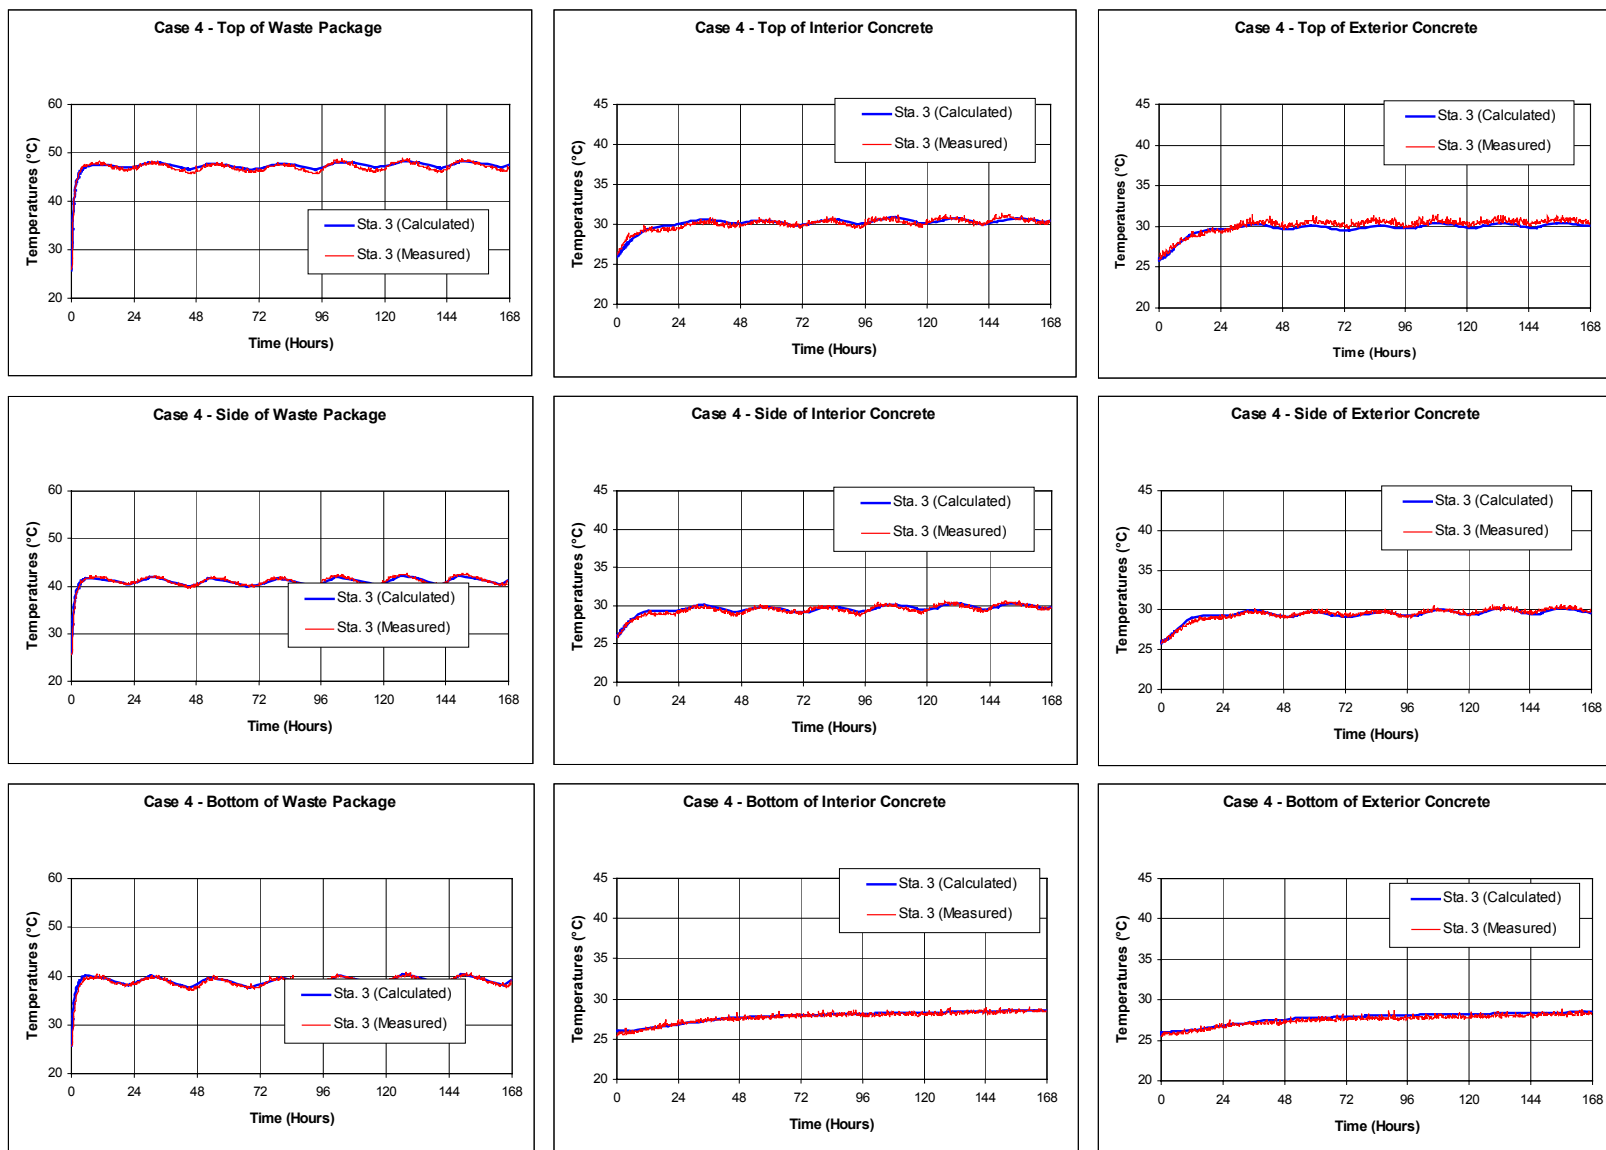 Case 4 - Top of Waste Package
Temperatures (°C)
60
50
40
30
20
Sta. 3 (Calculated)
Sta. 3 (Measured)
0 24 48 72 96 120 144 168
Time (Hours)
Case 4 - Top of Interior Concrete
Temperatures (°C)
45
40
35
30
25
20
Sta. 3 (Calculated)
Sta. 3 (Measured)
0 24 48 72 96 120 144 168
Time (Hours)
Case 4 - Top of Exterior Concrete
Temperatures (°C)
45
40
35
30
25
20
Sta. 3 (Calculated)
Sta. 3 (Measured)
0 24 48 72 96 120 144 168
Time (Hours)
Case 4 - Side of Waste Package
Temperatures (°C)
60
50
40
30
20
Sta. 3 (Calculated)
Sta. 3 (Measured)
0 24 48 72 96 120 144 168
Time (Hours)
Case 4 - Side of Interior Concrete
Temperatures (°C)
45
40
35
30
25
20
Sta. 3 (Calculated)
Sta. 3 (Measured)
0 24 48 72 96 120 144 168
Time (Hours)
Case 4 - Side of Exterior Concrete
Temperatures (°C)
45
40
35
30
25
20
Sta. 3 (Calculated)
Sta. 3 (Measured)
0 24 48 72 96 120 144 168
Time (Hours)
Case 4 - Bottom of Waste Package
Temperatures (°C)
60
50
40
30
20
Sta. 3 (Calculated)
Sta. 3 (Measured)
0 24 48 72 96 120 144 168
Time (Hours)
Case 4 - Bottom of Interior Concrete
Temperatures (°C)
45
40
35
30
25
20
Sta. 3 (Calculated)
Sta. 3 (Measured)
0 24 48 72 96 120 144 168
Time (Hours)
Case 4 - Bottom of Exterior Concrete
Temperatures (°C)
45
40
35
30
25
20
Sta. 3 (Calculated)
Sta. 3 (Measured)
0 24 48 72 96 120 144 168
Time (Hours)